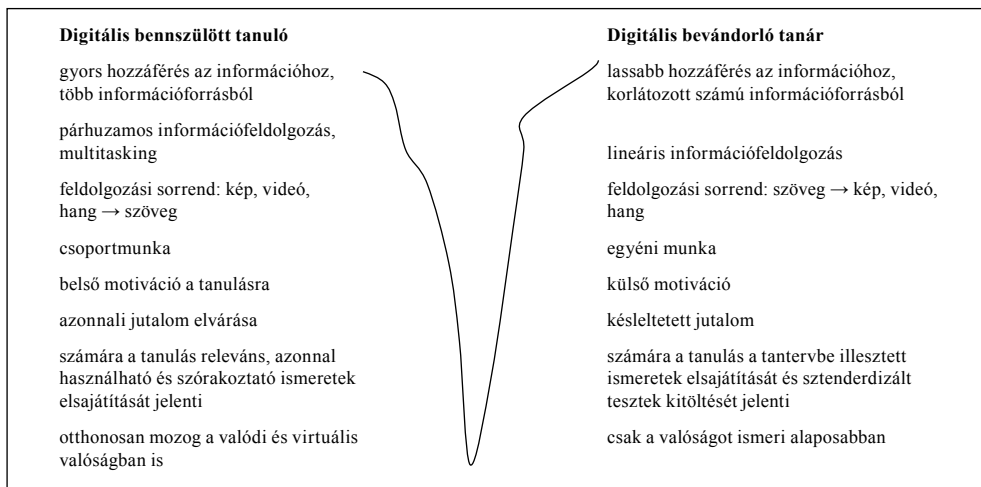 Digitális bennszülött tanuló
gyors hozzáférés az információhoz,
több információforrásból
párhuzamos információfeldolgozás,
multitasking
feldolgozási sorrend: kép, videó,
hang → szöveg
csoportmunka
belső motiváció a tanulásra
azonnali jutalom elvárása
számára a tanulás releváns, azonnal
használható és szórakoztató ismeretek
elsajátítását jelenti
otthonosan mozog a valódi és virtuális
valóságban is
Digitális bevándorló tanár
lassabb hozzáférés az információhoz,
korlátozott számú információforrásból
lineáris információfeldolgozás
feldolgozási sorrend: szöveg → kép, videó,
hang
egyéni munka
külső motiváció
késleltetett jutalom
számára a tanulás a tantervbe illesztett
ismeretek elsajátítását és sztenderdizált
tesztek kitöltését jelenti
csak a valóságot ismeri alaposabban